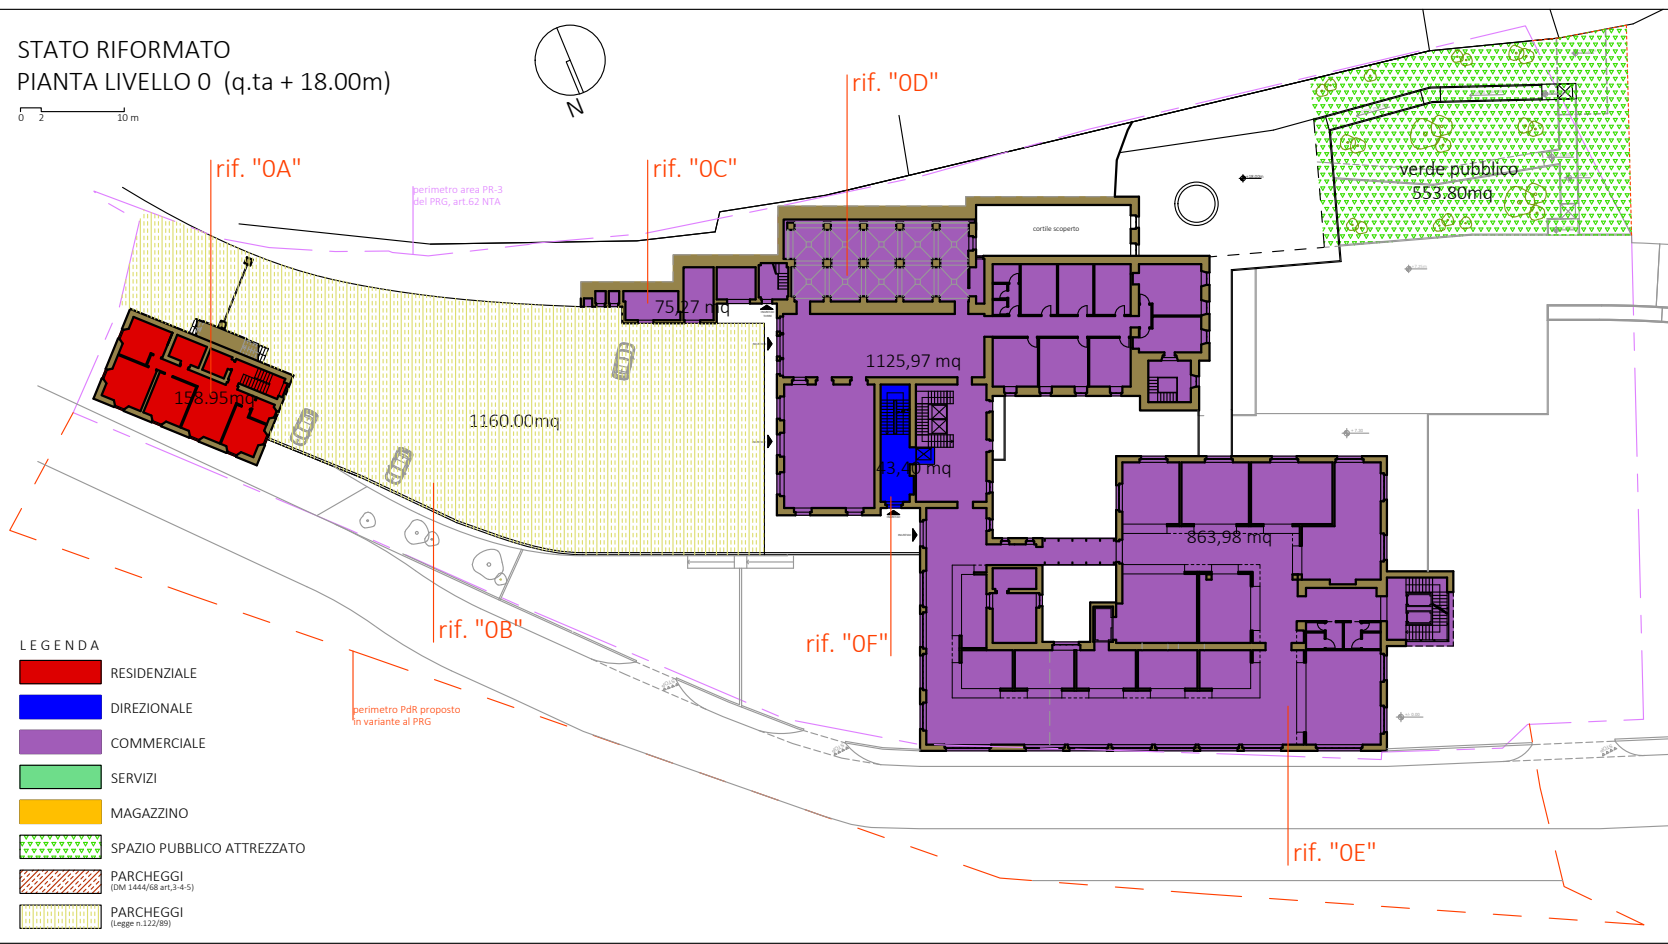 STATO RIFORMATO
PIANTA LIVELLO 0 (q.ta + 18.00m)
0 2 10 m
N
rif. "0A"
rif. "0C"
rif. "0D"
perimetro area PR-3
del PRG, art.62 NTA
verde pubblico
553.80mq
cortile scoperto
75,27 mq
1125,97 mq
158.95mq
1160.00mq
43,40 mq
863,98 mq
rif. "0B"
rif. "0F"
rif. "0E"
perimetro PdR proposto
in variante al PRG
LEGENDA
RESIDENZIALE
DIREZIONALE
COMMERCIALE
SERVIZI
MAGAZZINO
SPAZIO PUBBLICO ATTREZZATO
PARCHEGGI
(DM 1444/68 art,3-4-5)
PARCHEGGI
(Legge n.122/89)